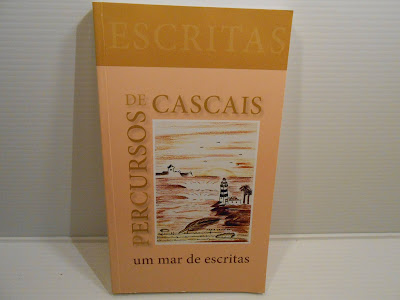 ESCRITAS
PERCURSOS
DE CASCAIS
um mar de escritas